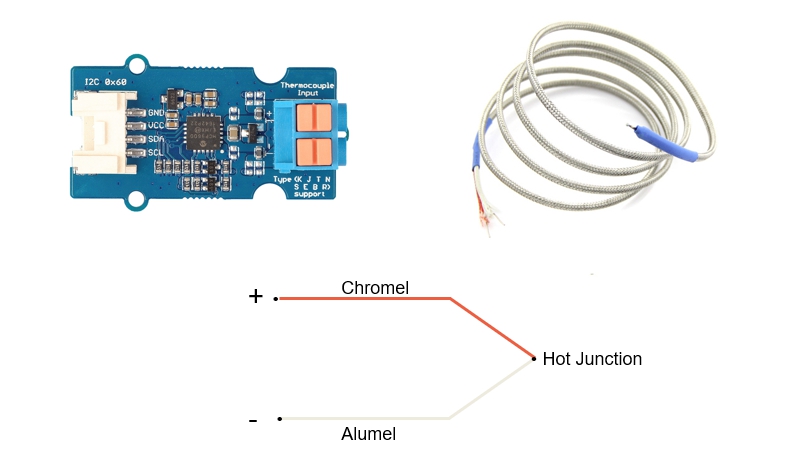 I2C 0x60
Thermocouple
Input
GND
VCC
SDA
SCL
+
-
Type (K J T N
S E B R)
support
+
Chromel
Hot Junction
-
Alumel